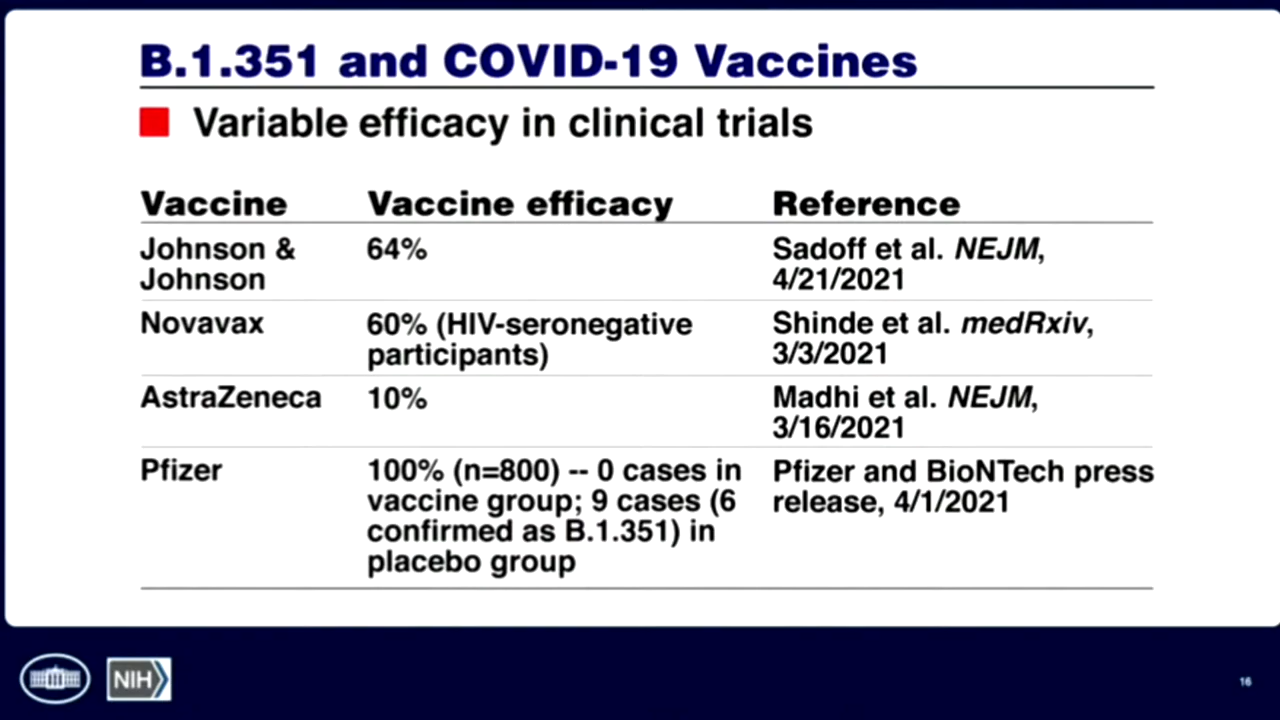 B.1.351 and COVID-19 Vaccines
Variable efficacy in clinical trials
Vaccine Vaccine efficacy Reference
Johnson & 64% Sadoff et al. NEJM,
Johnson 4/21/2021
Novavax 60% (HIV-seronegative Shinde et al. medRxiv,
participants) 3/3/2021
AstraZeneca 10% Madhi et al. NEJM,
3/16/2021
Pfizer 100% (n=800) -- 0 cases in Pfizer and BioNTech press
vaccine group; 9 cases (6 release, 4/1/2021
confirmed as B.1.351) in
placebo group
NIH
16